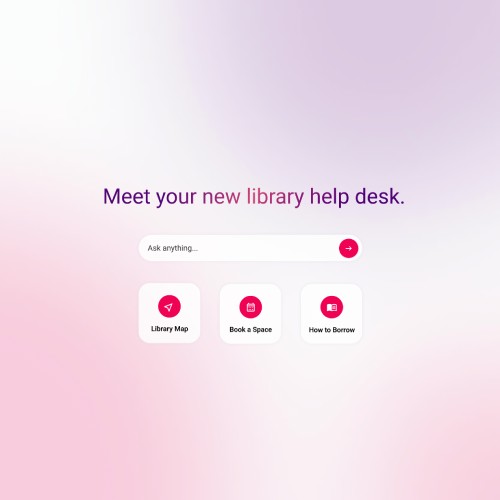 Meet your new library help desk.
Ask anything...
Library Map
Book a Space
How to Borrow